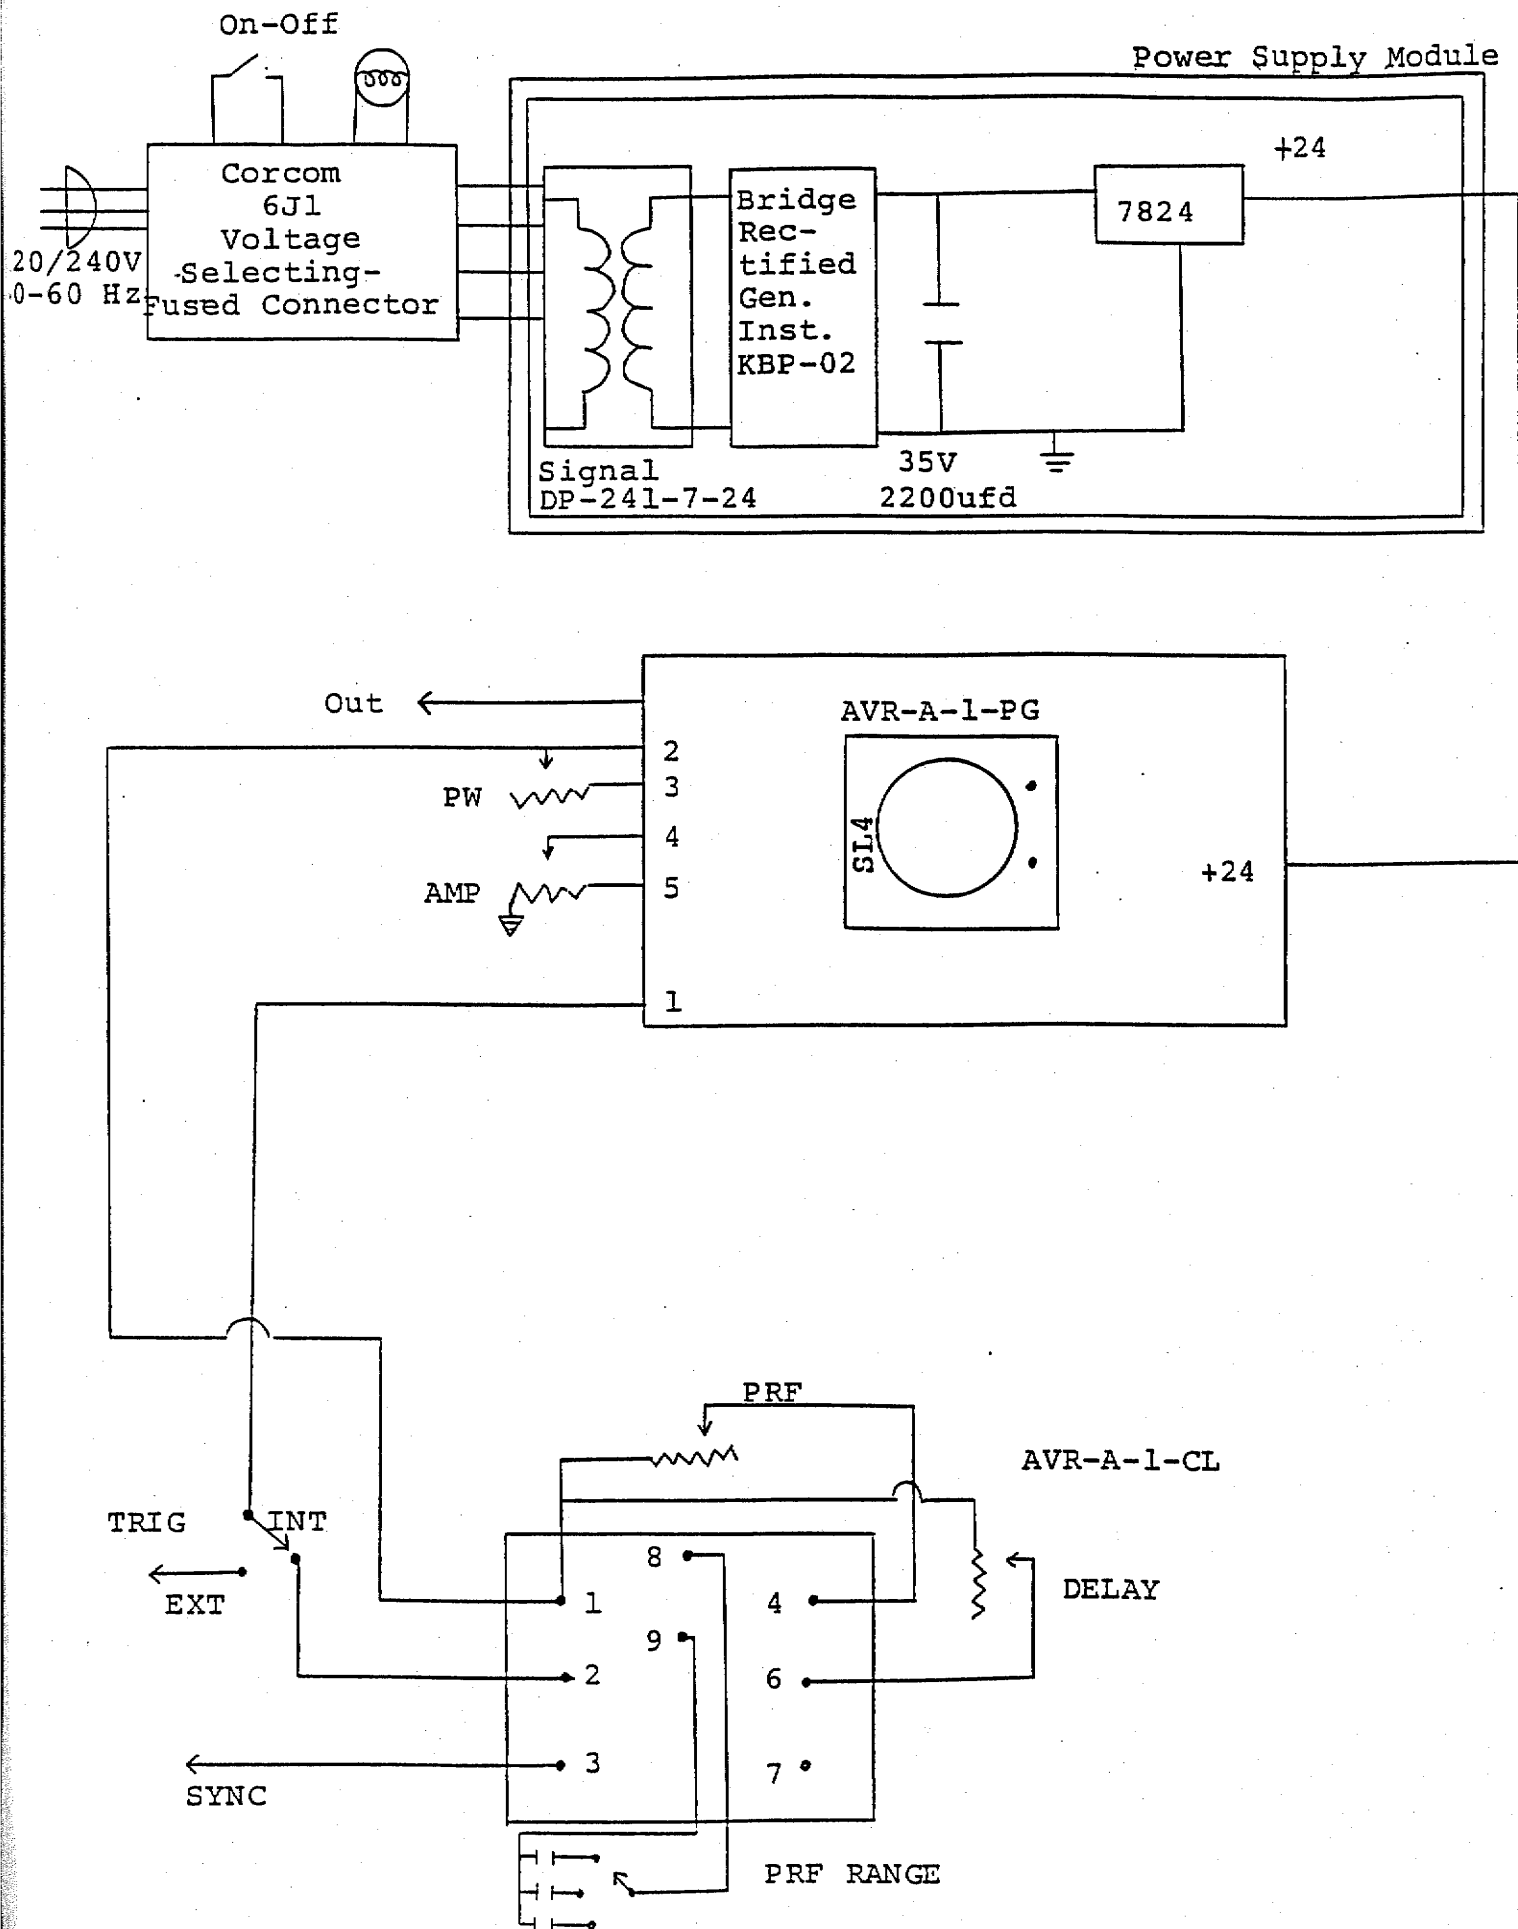 On-Off
Power Supply Module
Corcom
6J1
Voltage
-Selecting-
Fused Connector
20/240V
0-60 Hz
Bridge
Rec-
tified
Gen.
Inst.
KBP-02
7824
+24
Signal
DP-241-7-24
35V
2200ufd
Out
AVR-A-1-PG
2
PW
3
4
AMP
5
SL4
+24
1
PRF
AVR-A-1-CL
TRIG
INT
EXT
8
1
4
DELAY
9
2
6
3
7
SYNC
PRF RANGE